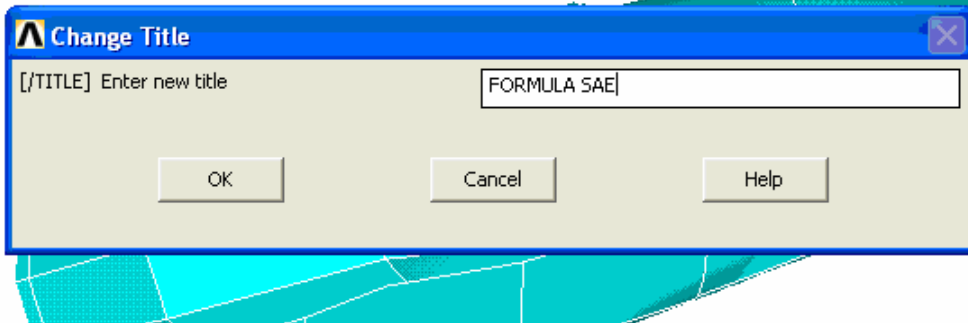 Change Title
[/TITLE] Enter new title FORMULA SAE
OK Cancel Help